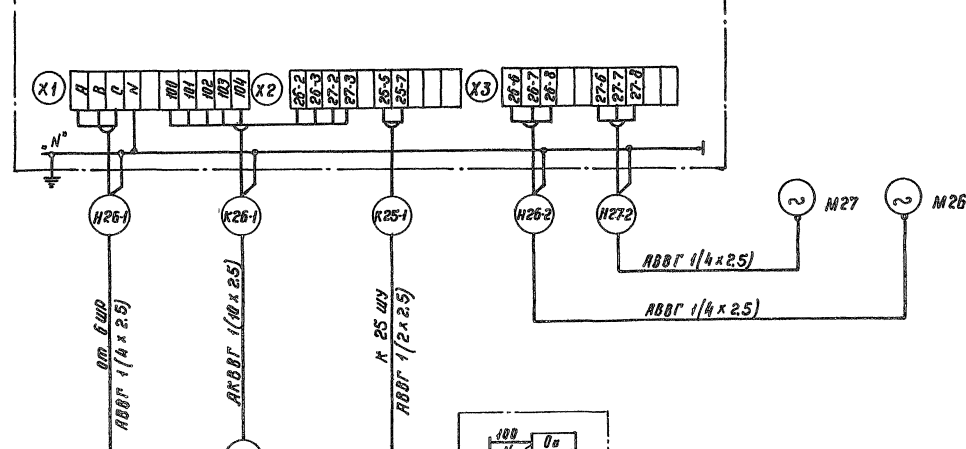 X1
A
B
C
N
100
101
102
103
104
X2
26-2
26-3
27-2
27-3
25-5
25-7
X3
26-6
26-7
26-8
27-6
27-7
27-8
"N"
Н26-1
К26-1
К25-1
Н26-2
Н27-2
М27
М26
АВВГ 1(4×2.5)
АВВГ 1(4×2.5)
от 6 ШР
АВВГ 1(4×2.5)
АКВВГ 1(10×2.5)
К 25 ШУ
АВВГ 1(2×2.5)
100
Оп